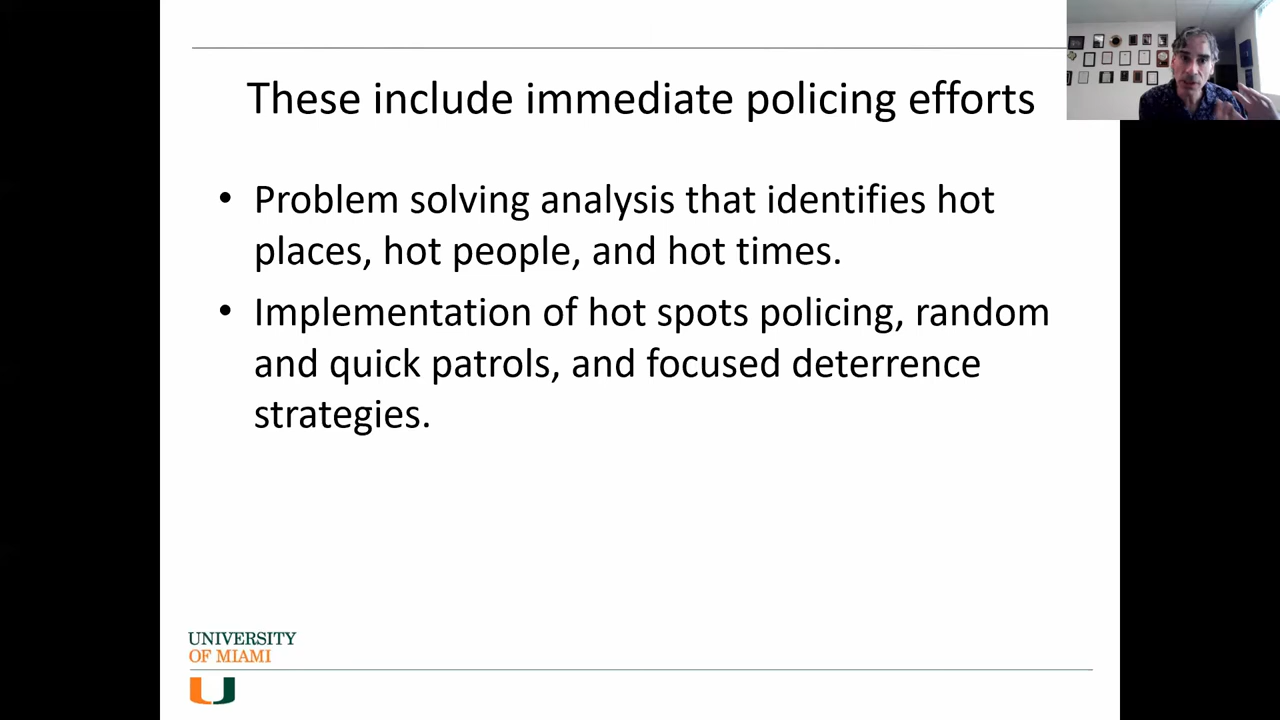 These include immediate policing efforts
• Problem solving analysis that identifies hot
places, hot people, and hot times.
• Implementation of hot spots policing, random
and quick patrols, and focused deterrence
strategies.
UNIVERSITY
OF MIAMI